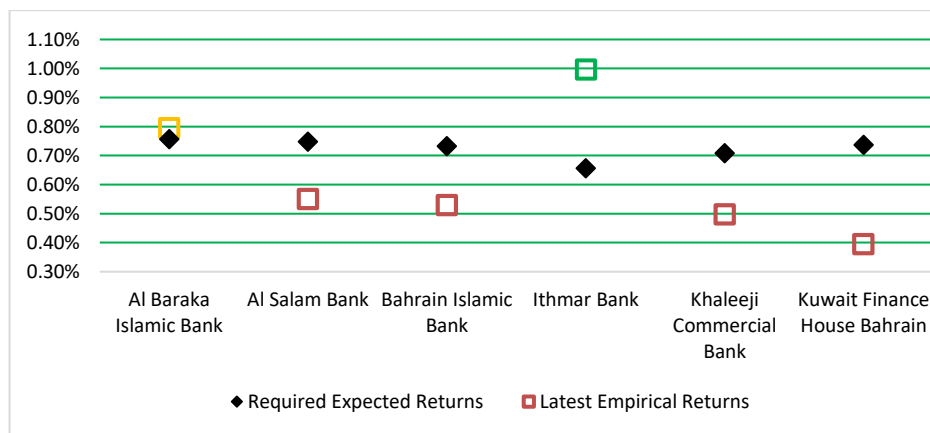 1.10%
1.00%
0.90%
0.80%
0.70%
0.60%
0.50%
0.40%
0.30%
Al Baraka
Islamic Bank
Al Salam Bank
Bahrain Islamic
Bank
Ithmar Bank
Khaleeji
Commercial
Bank
Kuwait Finance
House Bahrain
Required Expected Returns
Latest Empirical Returns